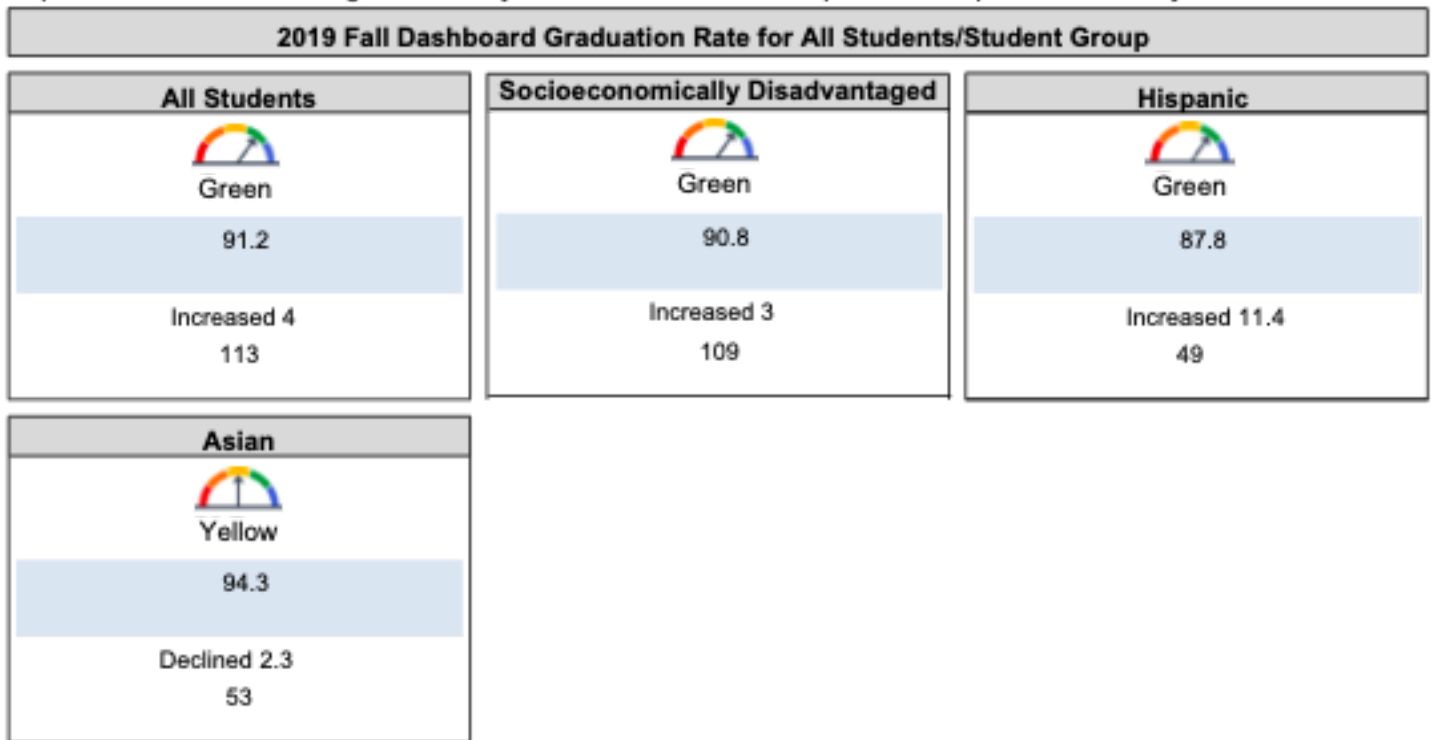 2019 Fall Dashboard Graduation Rate for All Students/Student Group
All Students
Green
91.2
Increased 4
113
Socioeconomically Disadvantaged
Green
90.8
Increased 3
109
Hispanic
Green
87.8
Increased 11.4
49
Asian
Yellow
94.3
Declined 2.3
53